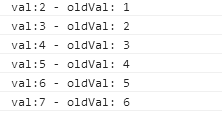 val:2 - oldVal: 1
val:3 - oldVal: 2
val:4 - oldVal: 3
val:5 - oldVal: 4
val:6 - oldVal: 5
val:7 - oldVal: 6